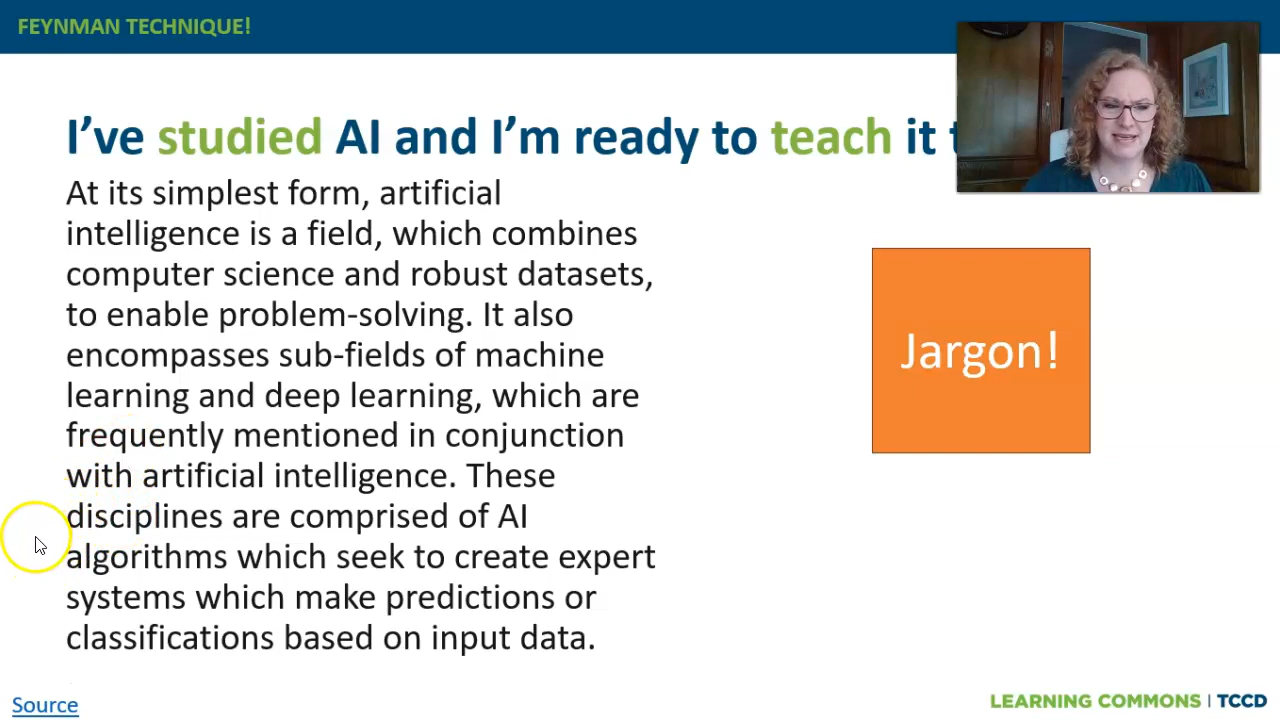 FEYNMAN TECHNIQUE!
I've studied AI and I'm ready to teach it
At its simplest form, artificial
intelligence is a field, which combines
computer science and robust datasets,
to enable problem-solving. It also
encompasses sub-fields of machine
learning and deep learning, which are
frequently mentioned in conjunction
with artificial intelligence. These
disciplines are comprised of AI
algorithms which seek to create expert
systems which make predictions or
classifications based on input data.
Jargon!
Source
LEARNING COMMONS | TCCD